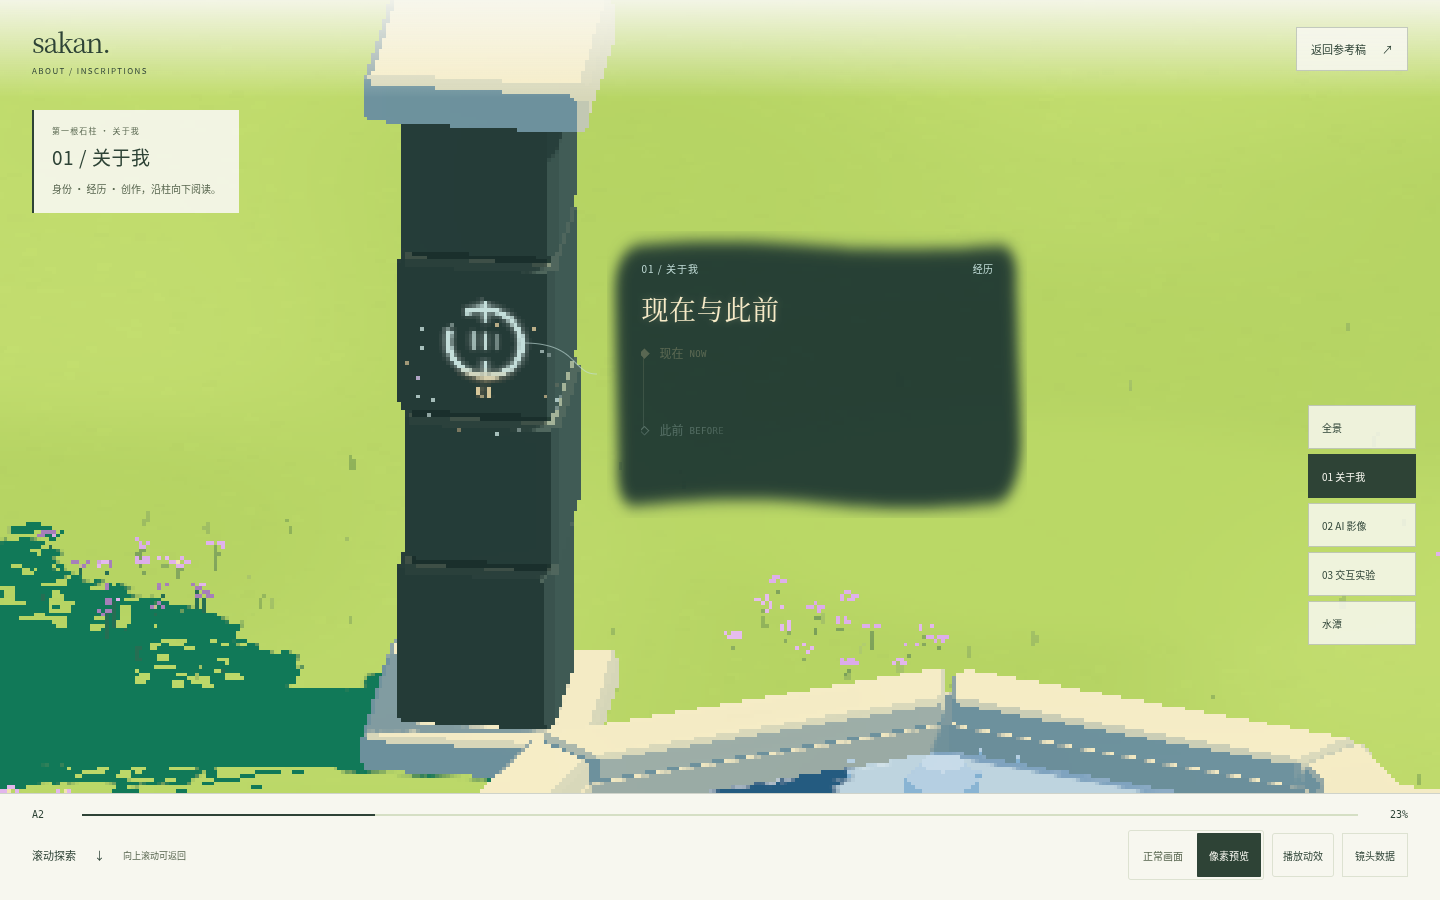 sakan.
ABOUT / INSCRIPTIONS
返回参考稿 ↗
第一根石柱 · 关于我
01 / 关于我
身份 · 经历 · 创作，沿柱向下阅读。
01 / 关于我
经历
现在与此前
现在 NOW
此前 BEFORE
全景
01 关于我
02 AI 影像
03 交互实验
水潭
A2
23%
滚动探索 ↓ 向上滚动可返回
正常画面
像素预览
播放动效
镜头数据